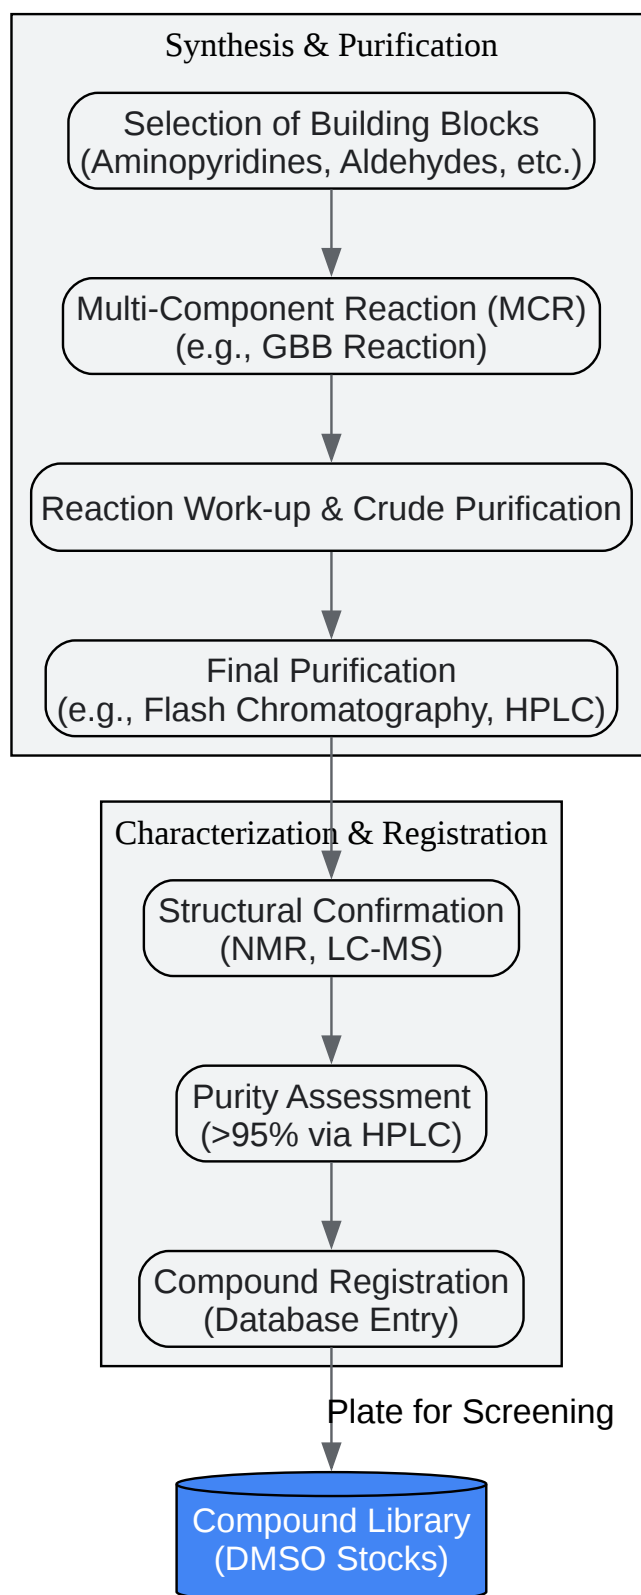 Synthesis & Purification
Selection of Building Blocks
(Aminopyridines, Aldehydes, etc.)
Multi-Component Reaction (MCR)
(e.g., GBB Reaction)
Reaction Work-up & Crude Purification
Final Purification
(e.g., Flash Chromatography, HPLC)
Characterization & Registration
Structural Confirmation
(NMR, LC-MS)
Purity Assessment
(>95% via HPLC)
Compound Registration
(Database Entry)
Plate for Screening
Compound Library
(DMSO Stocks)